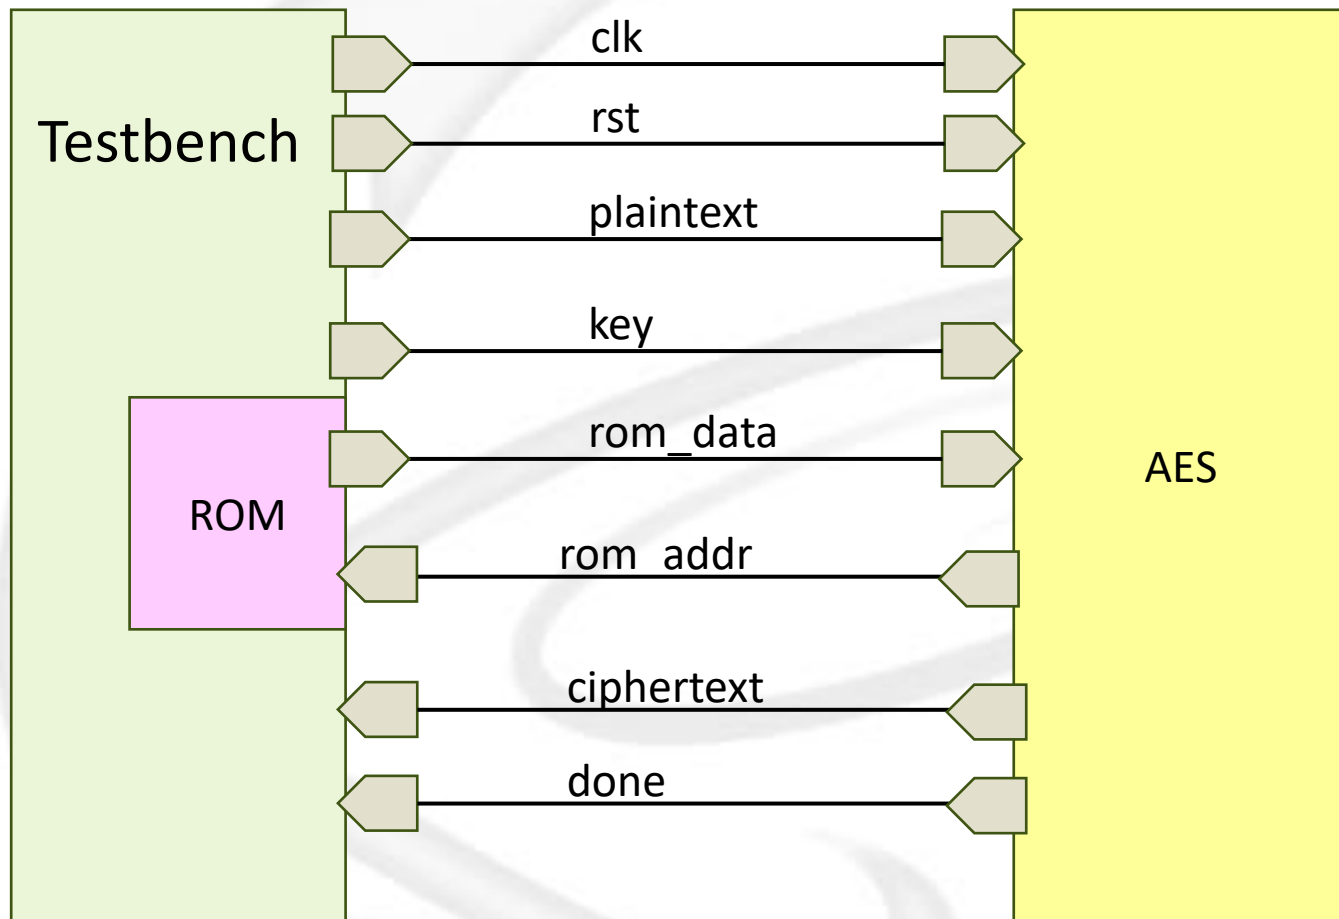 clk
Testbench
rst
plaintext
key
rom_data
AES
ROM
rom_addr
ciphertext
done